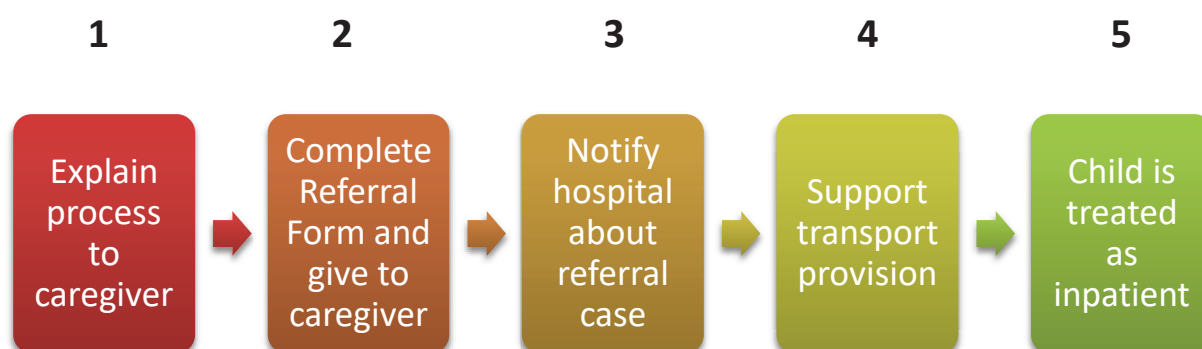 1
2
3
4
5
Explain
process
to
caregiver
Complete
Referral
Form and
give to
caregiver
Notify
hospital
about
referral
case
Support
transport
provision
Child is
treated
as
inpatient